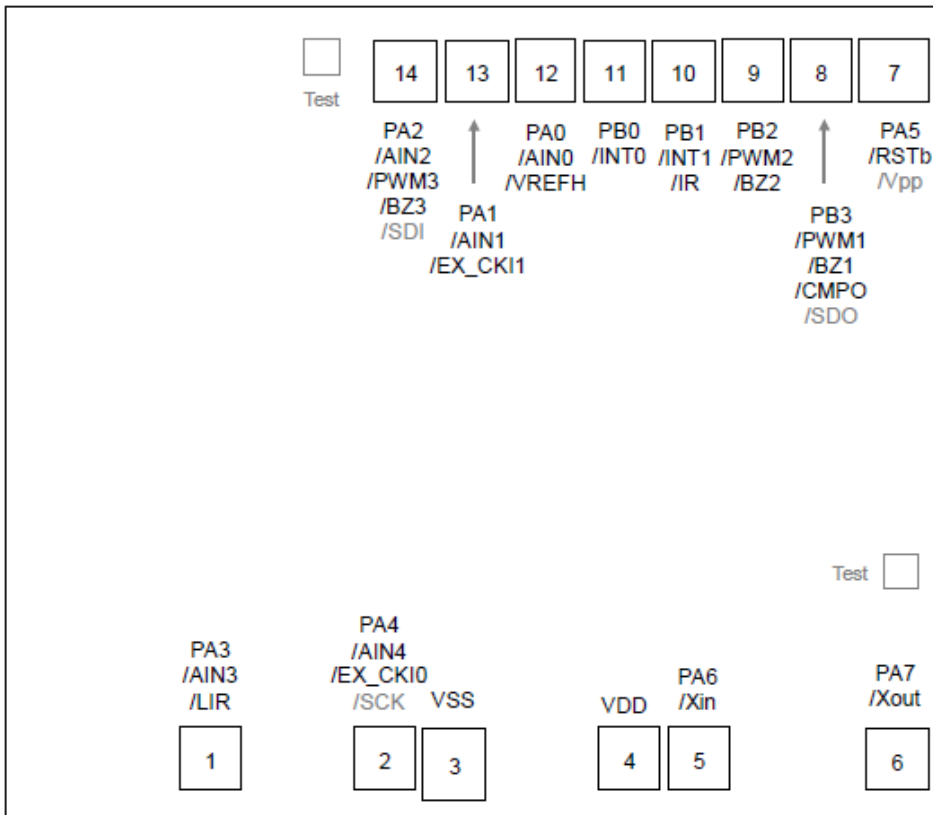 Test
14
13
12
11
10
9
8
7
PA2
/AIN2
/PWM3
/BZ3
/SDI
PA1
/AIN1
/EX_CKI1
PA0
/AIN0
/VREFH
PB0
/INT0
PB1
/INT1
/IR
PB2
/PWM2
/BZ2
PB3
/PWM1
/BZ1
/CMPO
/SDO
PA5
/RSTb
/Vpp
Test
PA3
/AIN3
/LIR
PA4
/AIN4
/EX_CKI0
/SCK
VSS
VDD
PA6
/Xin
PA7
/Xout
1
2
3
4
5
6